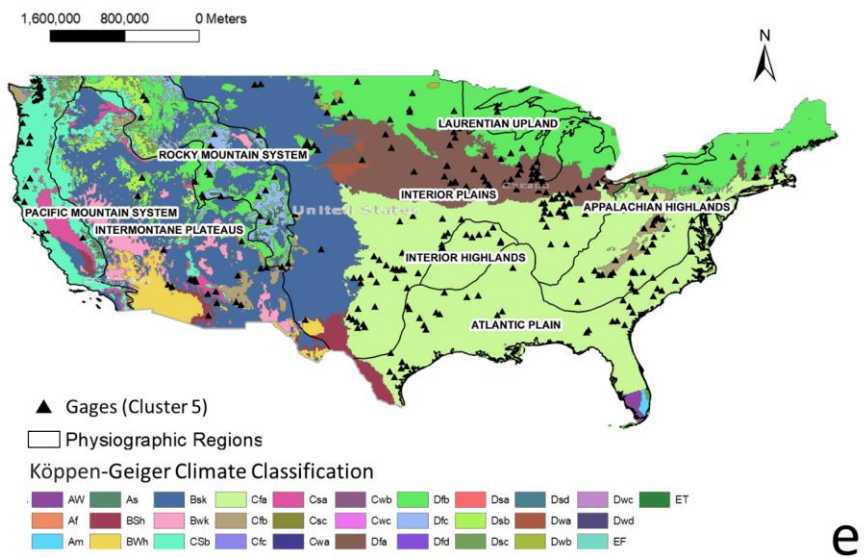 1,600,000 800,000 0 Meters
N
LAURENTIAN UPLAND
ROCKY MOUNTAIN SYSTEM
INTERIOR PLAINS
United States
APPALACHIAN HIGHLANDS
PACIFIC MOUNTAIN SYSTEM
INTERMONTANE PLATEAUS
INTERIOR HIGHLANDS
ATLANTIC PLAIN
Gages (Cluster 5)
Physiographic Regions
Köppen-Geiger Climate Classification
AW As Bsk Cfa Csa Cwb Dfb Dsa Dsd Dwc ET
Af BSh Bwk Cfb Csc Cwc Dfc Dsb Dwa Dwd
Am BWh CSb Cfc Cwa Dfa Dfd Dsc Dwb EF
e